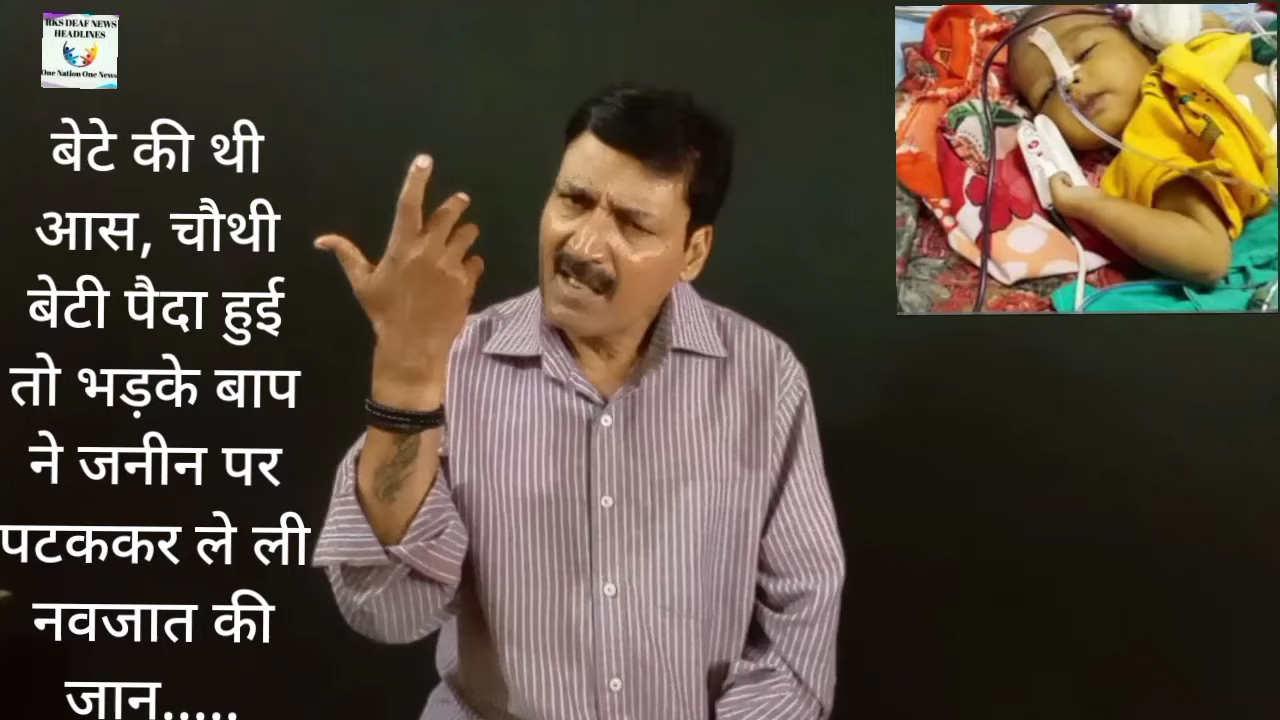 RKS DEAF NEWS
HEADLINES
One Nation One News
बेटे की थी
आस, चौथी
बेटी पैदा हुई
तो भड़के बाप
ने जनीन पर
पटककर ले ली
नवजात की
जान.....